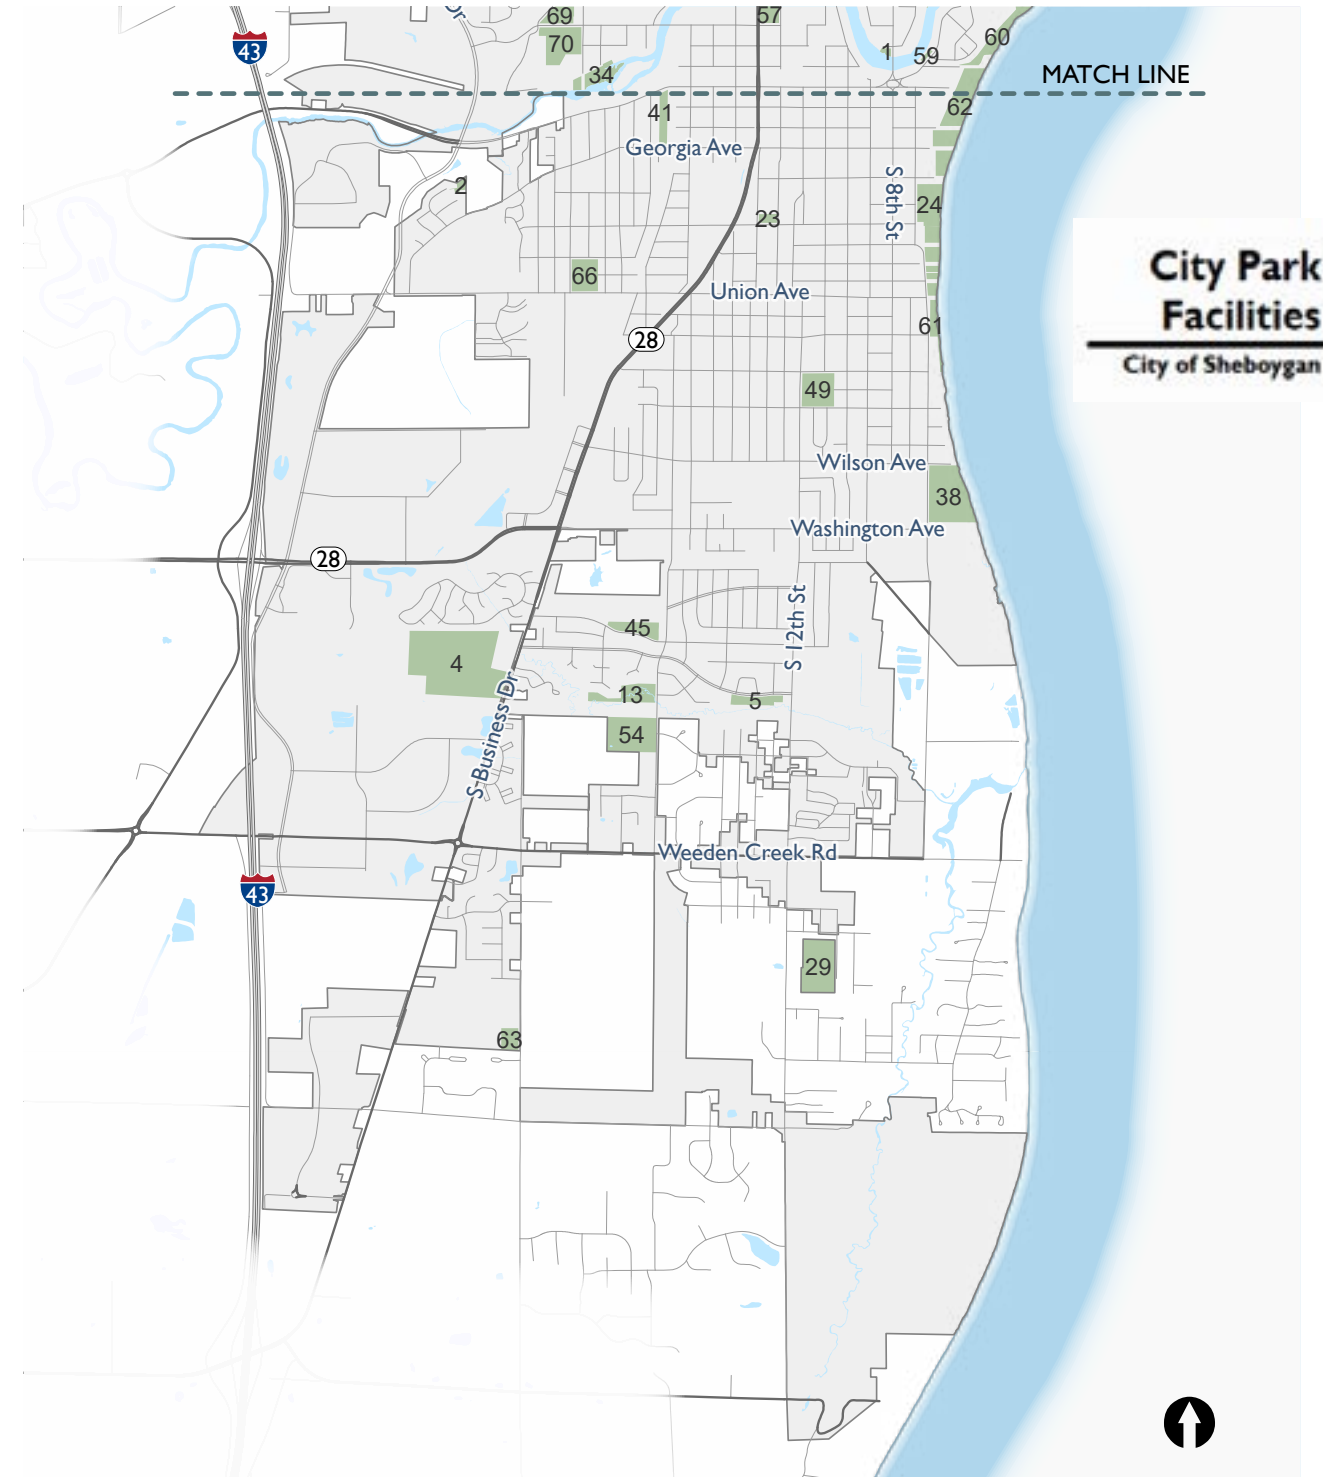 Dr
69
57
43
70
60
1
59
34
MATCH LINE
41
62
Georgia Ave
2
S 8th St
24
23
66
Union Ave
City Park
Facilities
City of Sheboygan
61
28
49
Wilson Ave
38
Washington Ave
28
S 12th St
45
4
13
5
S Business Dr
54
Weeden Creek Rd
43
29
63